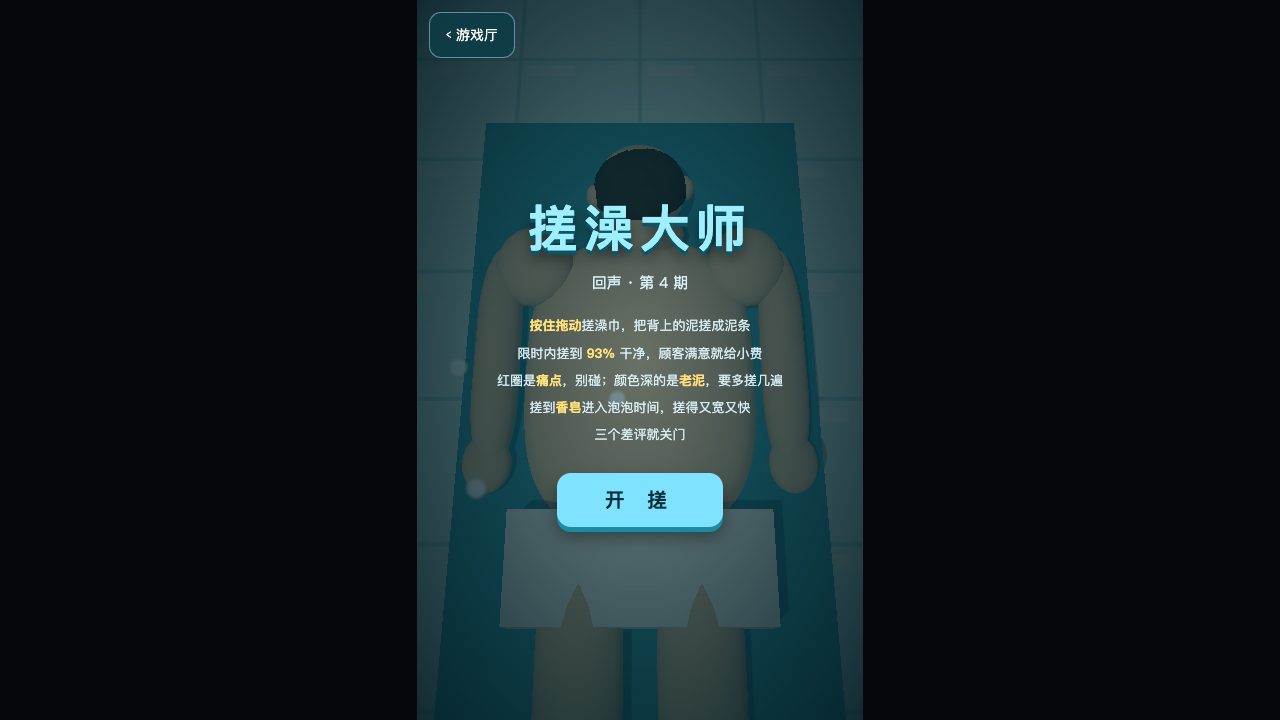 < 游戏厅
搓澡大师
回声 · 第 4 期
按住拖动搓澡巾，把背上的泥搓成泥条
限时内搓到 93% 干净，顾客满意就给小费
红圈是痛点，别碰；颜色深的是老泥，要多搓几遍
搓到香皂进入泡泡时间，搓得又宽又快
三个差评就关门
开 搓